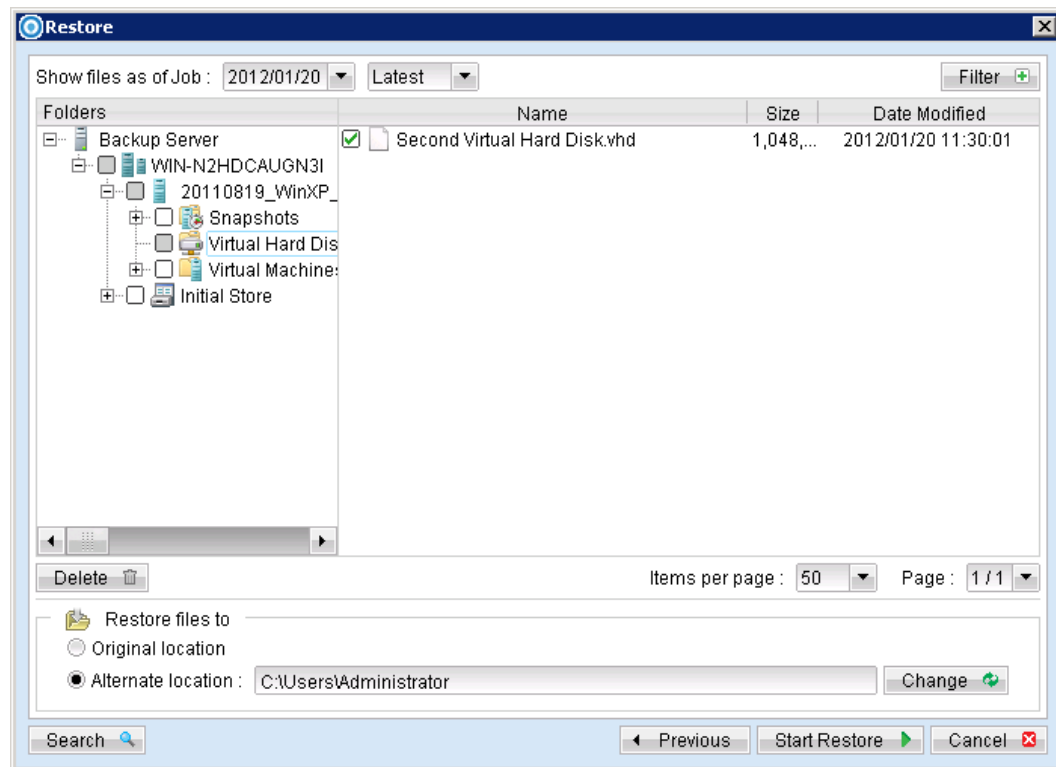 Restore
Show files as of Job : 2012/01/20 Latest Filter
Folders Name Size Date Modified
Backup Server Second Virtual Hard Disk.vhd 1,048,... 2012/01/20 11:30:01
WIN-N2HDCAUGN3I
20110819_WinXP_
Snapshots
Virtual Hard Dis
Virtual Machines
Initial Store
Delete Items per page : 50 Page : 1 / 1
Restore files to
Original location
Alternate location : C:\Users\Administrator Change
Search Previous Start Restore Cancel